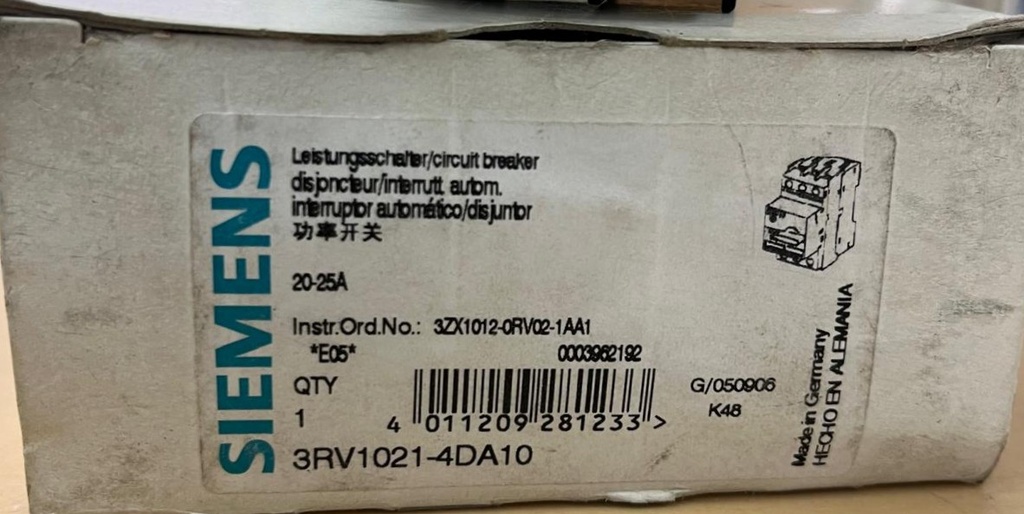 SIEMENS
Leistungsschalter/circuit breaker
disjoncteur/interrutt. autom.
interruptor automático/disjuntor
功率开关
20-25A
Instr.Ord.No.: 3ZX1012-0RV02-1AA1
*E05* 0003962192
QTY
1
4 011209 281233 >
3RV1021-4DA10
G/050906
K48
Made in Germany
HECHO EN ALEMANIA